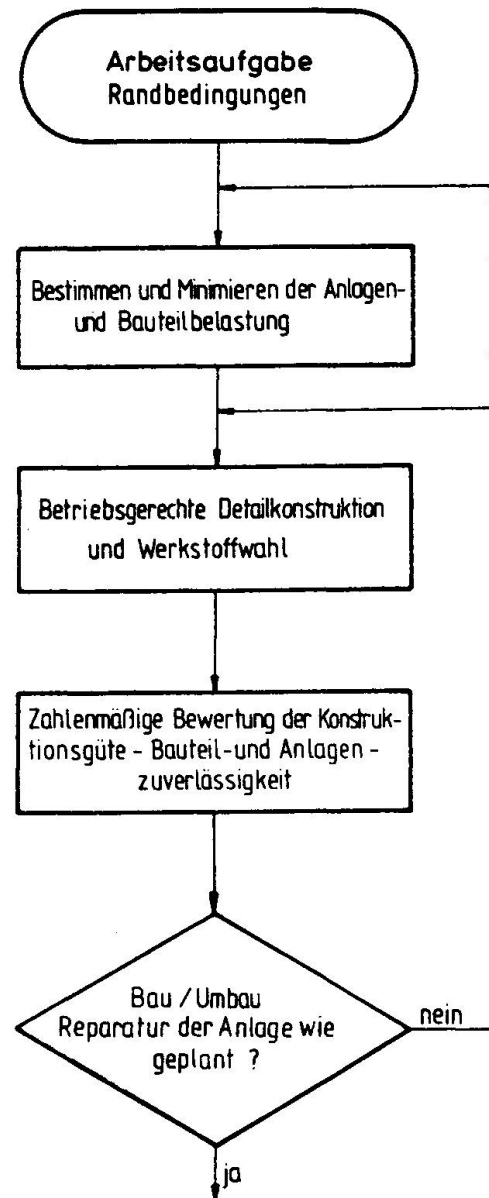 Arbeitsaufgabe
Randbedingungen
Bestimmen und Minimieren der Anlagen-
und Bauteilbelastung
Betriebsgerechte Detailkonstruktion
und Werkstoffwahl
Zahlenmäßige Bewertung der Konstruk-
tionsgüte - Bauteil-und Anlagen -
zuverlässigkeit
Bau / Umbau
Reparatur der Anlage wie
geplant ?
nein
ja